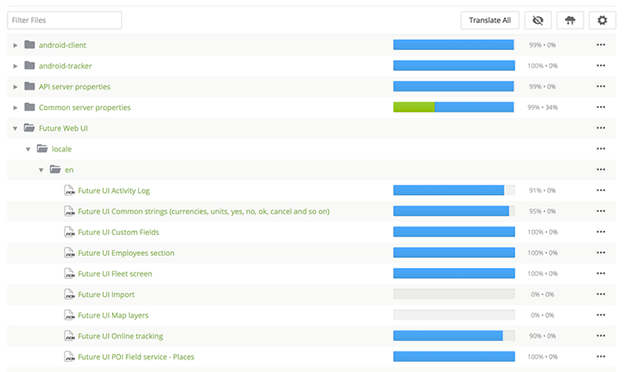 Filter Files
Translate All
android-client 99% • 0%
android-tracker 100% • 0%
API server properties 99% • 0%
Common server properties 99% • 34%
Future Web UI
locale
en
Future UI Activity Log 91% • 0%
Future UI Common strings (currencies, units, yes, no, ok, cancel and so on) 95% • 0%
Future UI Custom Fields 100% • 0%
Future UI Employees section 100% • 0%
Future UI Fleet screen 100% • 0%
Future UI Import 0% • 0%
Future UI Map layers 0% • 0%
Future UI Online tracking 90% • 0%
Future UI POI Field service - Places 100% • 0%